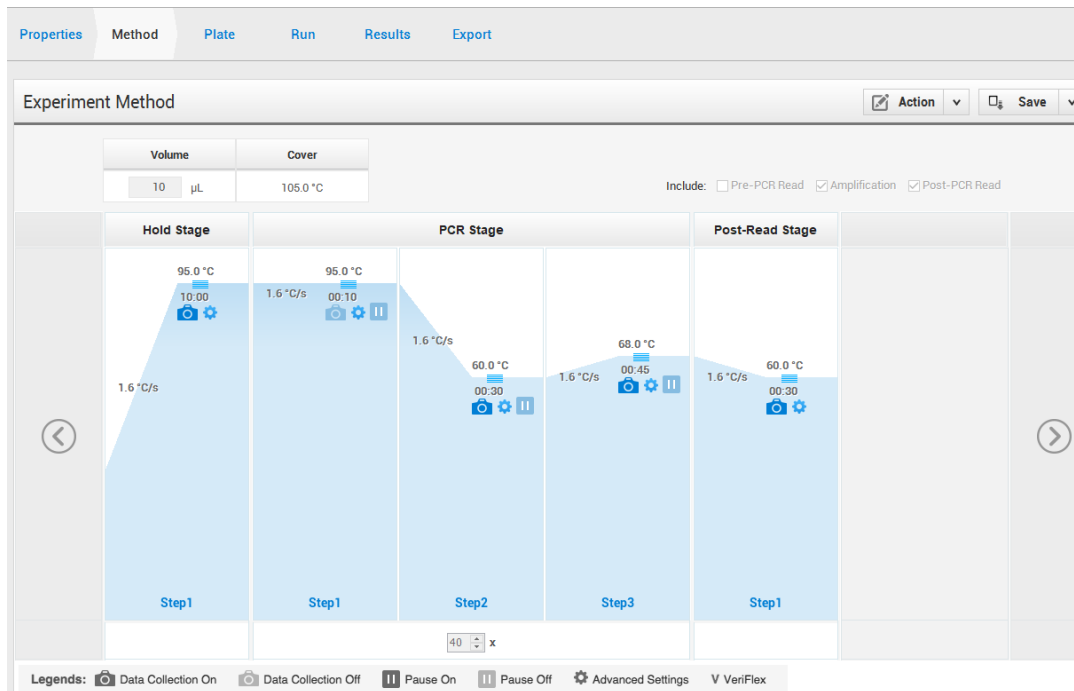 Properties Method Plate Run Results Export
Experiment Method Action Save
Volume Cover
10 µL 105.0 °C
Include: Pre-PCR Read Amplification Post-PCR Read
Hold Stage PCR Stage Post-Read Stage
95.0 °C 95.0 °C
10:00 1.6 °C/s 00:10
1.6 °C/s 68.0 °C
60.0 °C 00:45 60.0 °C
1.6 °C/s 00:30 1.6 °C/s 1.6 °C/s 00:30
Step1 Step1 Step2 Step3 Step1
40 x
Legends: Data Collection On Data Collection Off Pause On Pause Off Advanced Settings V VeriFlex